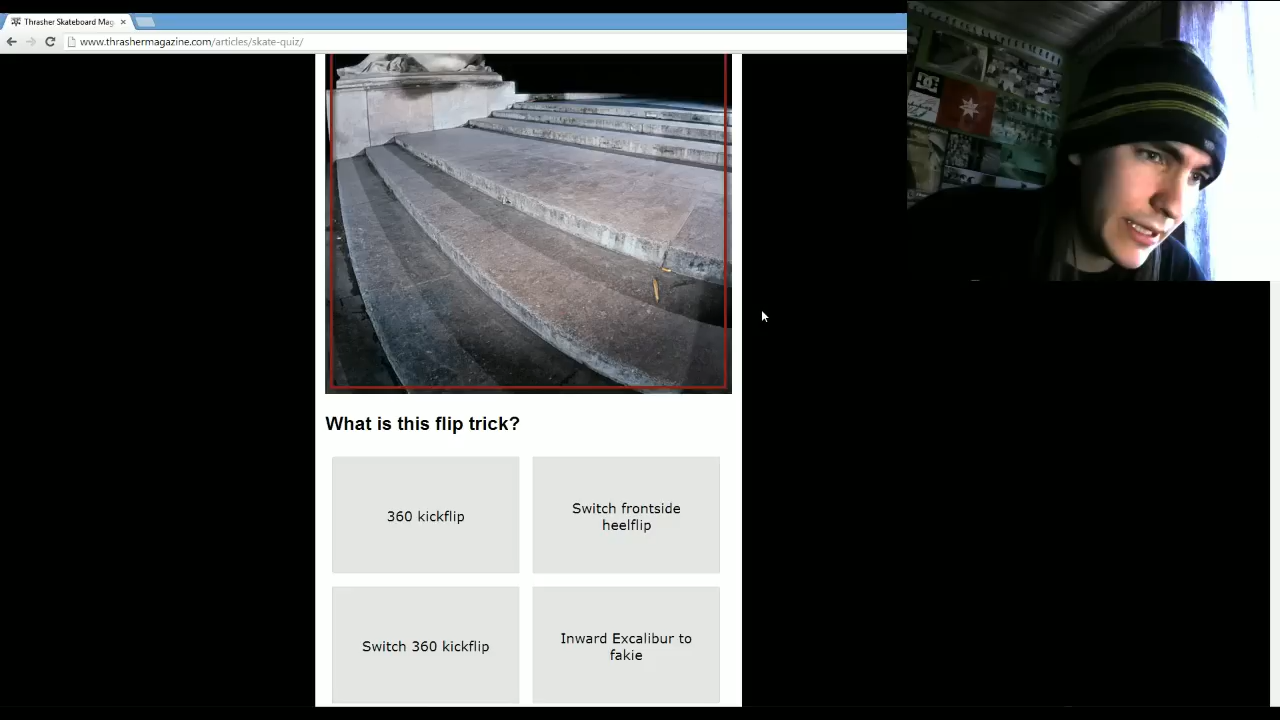 Thrasher Skateboard Mag
www.thrashermagazine.com/articles/skate-quiz/
DC
What is this flip trick?
360 kickflip
Switch frontside
heelflip
Switch 360 kickflip
Inward Excalibur to
fakie